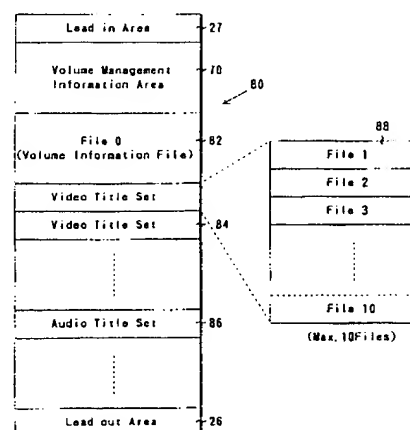 Lead in Area
27
Volume Management
Information Area
70
80
File 0
(Volume Information File)
82
88
File 1
File 2
File 3
Video Title Set
Video Title Set
84
File 10
(Max.10Files)
Audio Title Set
86
Lead out Area
26